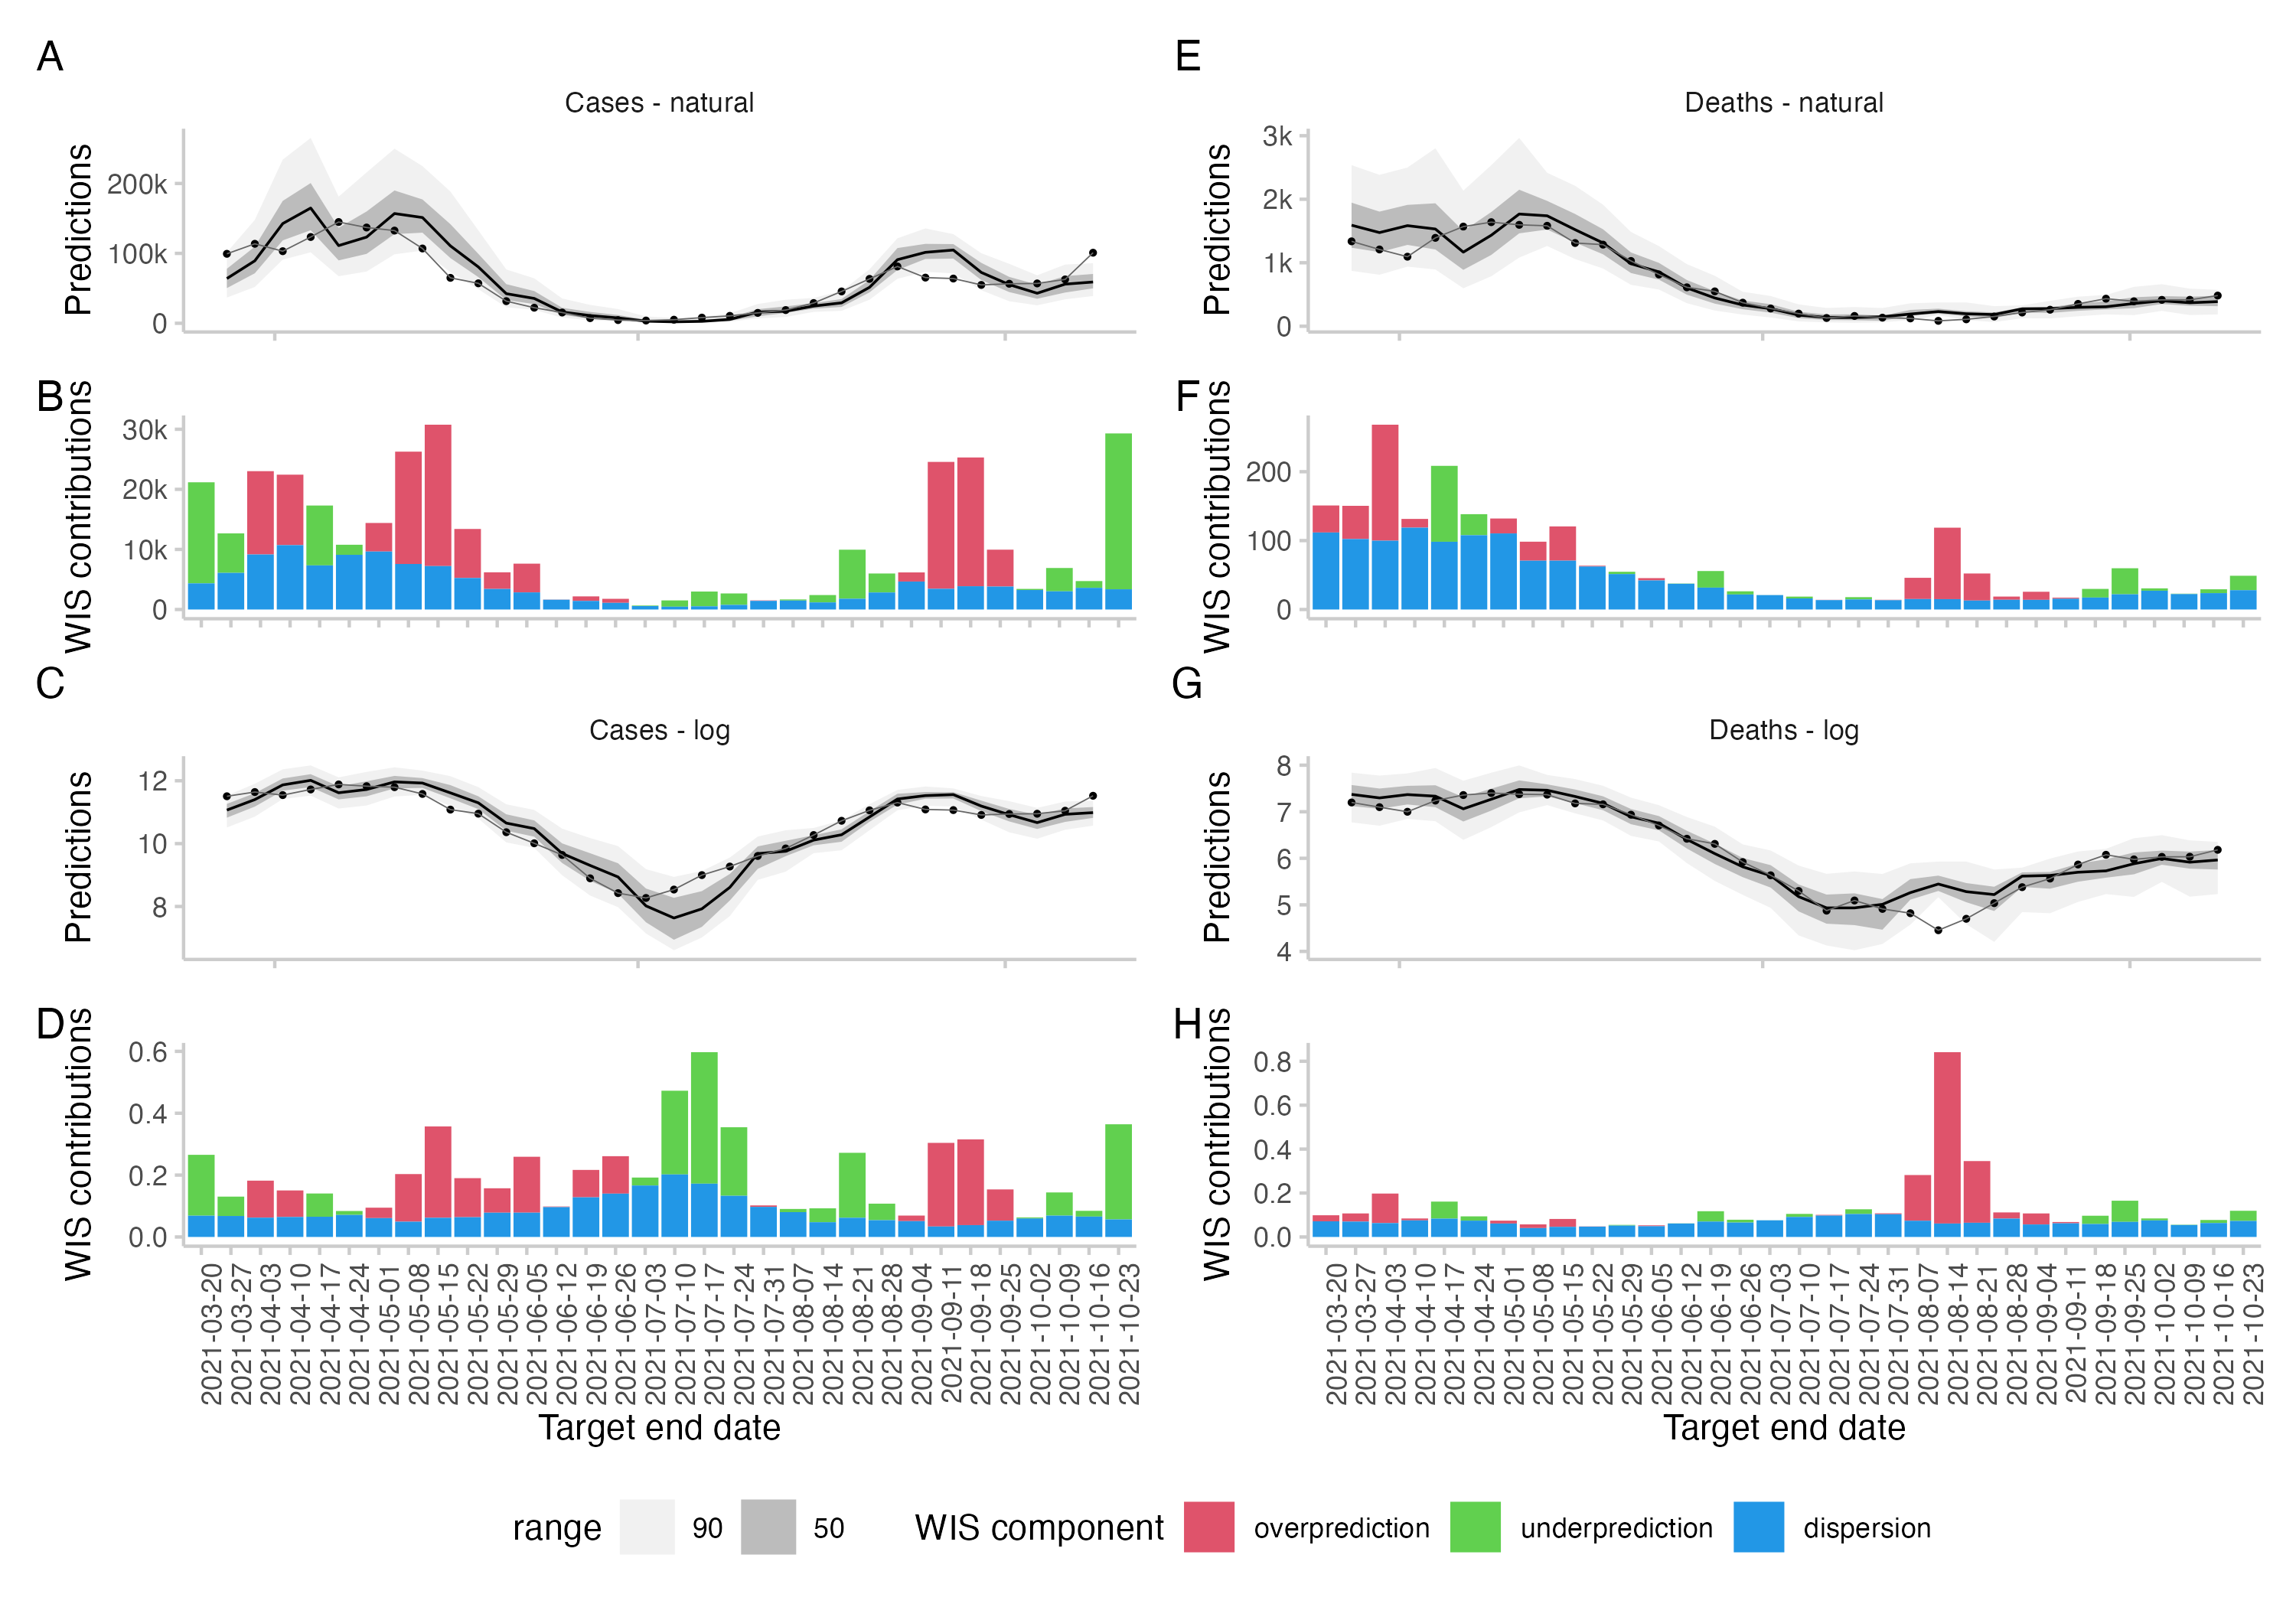 A
Cases - natural
Predictions
200k
100k
0
B
WIS contributions
30k
20k
10k
0
C
Cases - log
Predictions
12
10
8
D
WIS contributions
0.6
0.4
0.2
0.0
2021-03-20
2021-03-27
2021-04-03
2021-04-10
2021-04-17
2021-04-24
2021-05-01
2021-05-08
2021-05-15
2021-05-22
2021-05-29
2021-06-05
2021-06-12
2021-06-19
2021-06-26
2021-07-03
2021-07-10
2021-07-17
2021-07-24
2021-07-31
2021-08-07
2021-08-14
2021-08-21
2021-08-28
2021-09-04
2021-09-11
2021-09-18
2021-09-25
2021-10-02
2021-10-09
2021-10-16
2021-10-23
Target end date
E
Deaths - natural
Predictions
3k
2k
1k
0
F
WIS contributions
200
100
0
G
Deaths - log
Predictions
8
7
6
5
4
H
WIS contributions
0.8
0.6
0.4
0.2
0.0
2021-03-20
2021-03-27
2021-04-03
2021-04-10
2021-04-17
2021-04-24
2021-05-01
2021-05-08
2021-05-15
2021-05-22
2021-05-29
2021-06-05
2021-06-12
2021-06-19
2021-06-26
2021-07-03
2021-07-10
2021-07-17
2021-07-24
2021-07-31
2021-08-07
2021-08-14
2021-08-21
2021-08-28
2021-09-04
2021-09-11
2021-09-18
2021-09-25
2021-10-02
2021-10-09
2021-10-16
2021-10-23
Target end date
range 90 50 WIS component overprediction underprediction dispersion